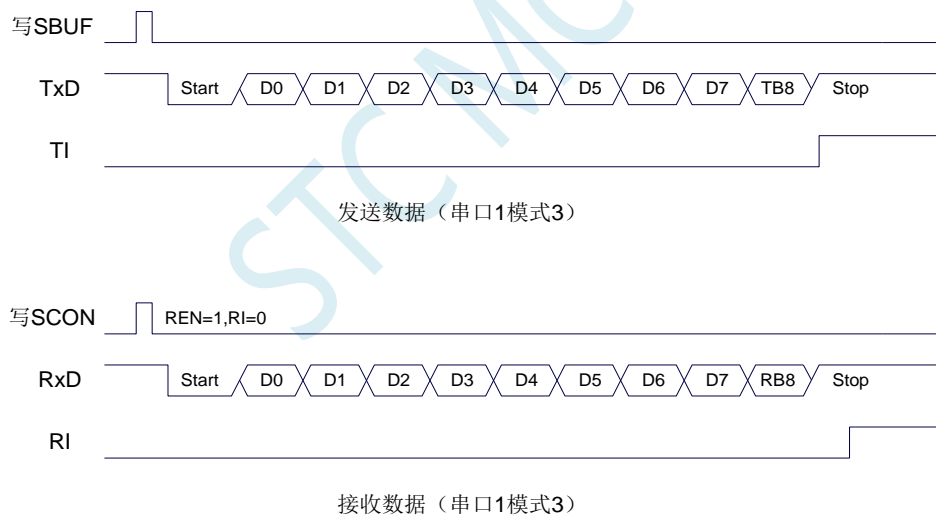 写SBUF
TxD Start D0 D1 D2 D3 D4 D5 D6 D7 TB8 Stop
TI
发送数据（串口1模式3）
写SCON REN=1,RI=0
RxD Start D0 D1 D2 D3 D4 D5 D6 D7 RB8 Stop
RI
接收数据（串口1模式3）
STC MC